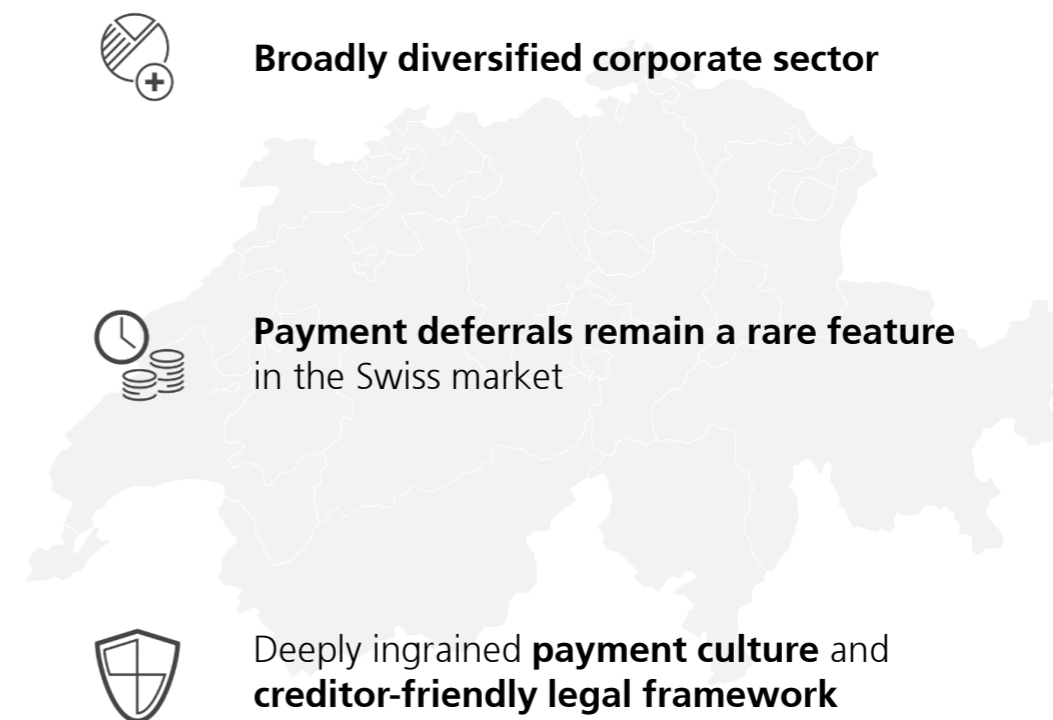 Broadly diversified corporate sector
Payment deferrals remain a rare feature
in the Swiss market
Deeply ingrained payment culture and
creditor-friendly legal framework